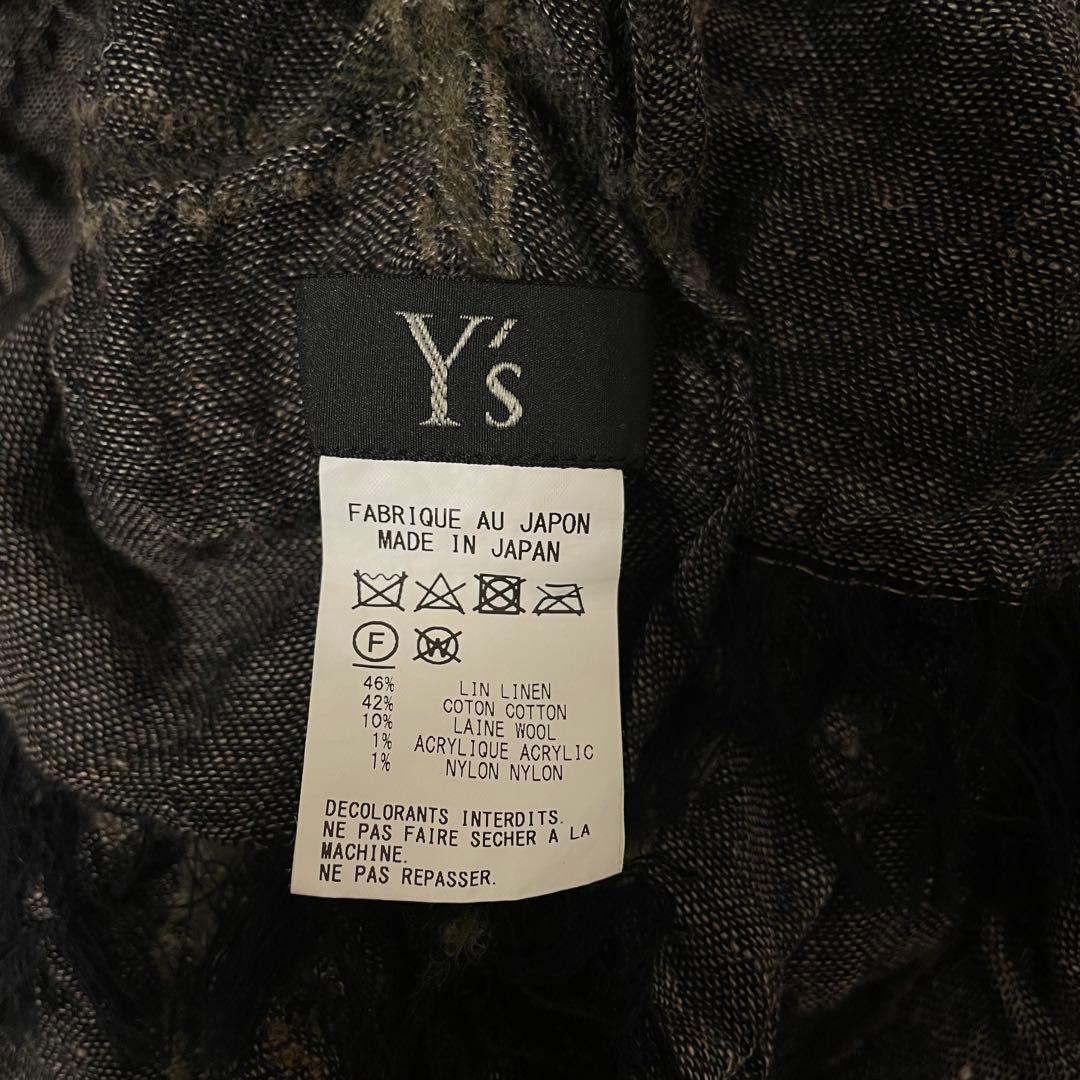 Y's
FABRIQUE AU JAPON
MADE IN JAPAN
F W
46% LIN LINEN
42% COTON COTTON
10% LAINE WOOL
1% ACRYLIQUE ACRYLIC
1% NYLON NYLON
DECOLORANTS INTERDITS.
NE PAS FAIRE SECHER A LA
MACHINE.
NE PAS REPASSER.